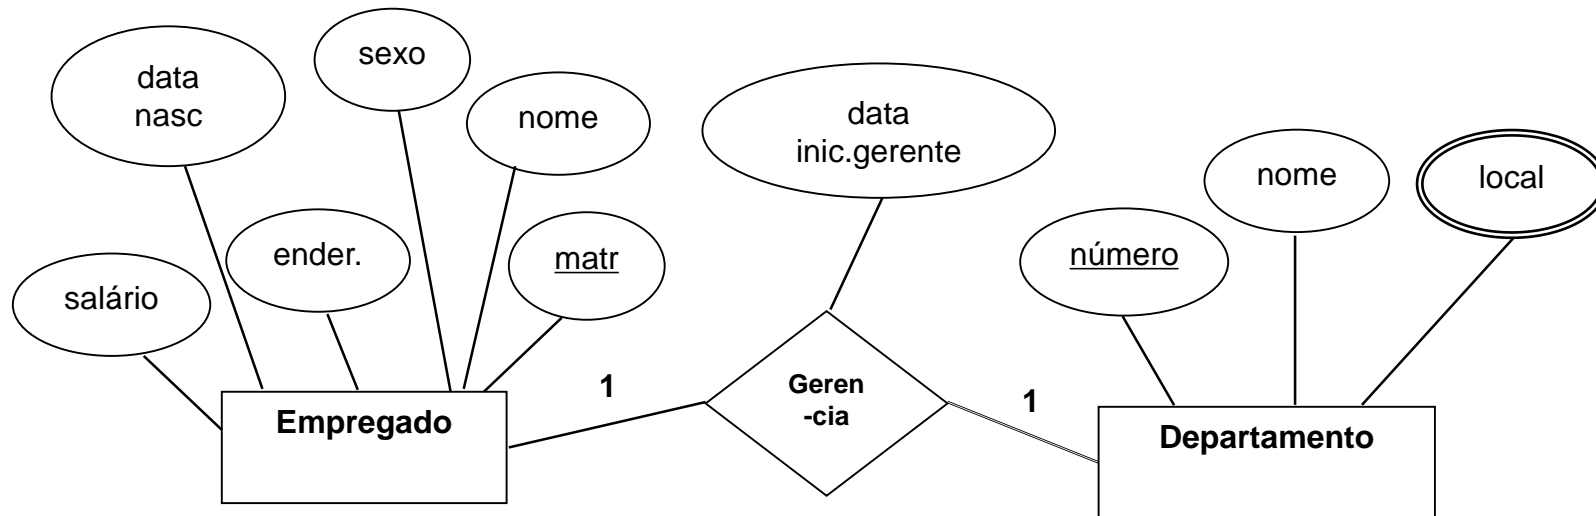 sexo
data
nasc
nome
data
inic.gerente
nome
local
ender.
matr
número
salário
1
Geren
-cia
1
Empregado
Departamento